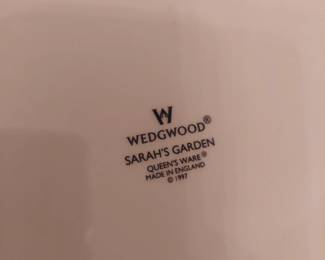 W
WEDGWOOD®
SARAH'S GARDEN
QUEEN'S WARE®
MADE IN ENGLAND
© 1997